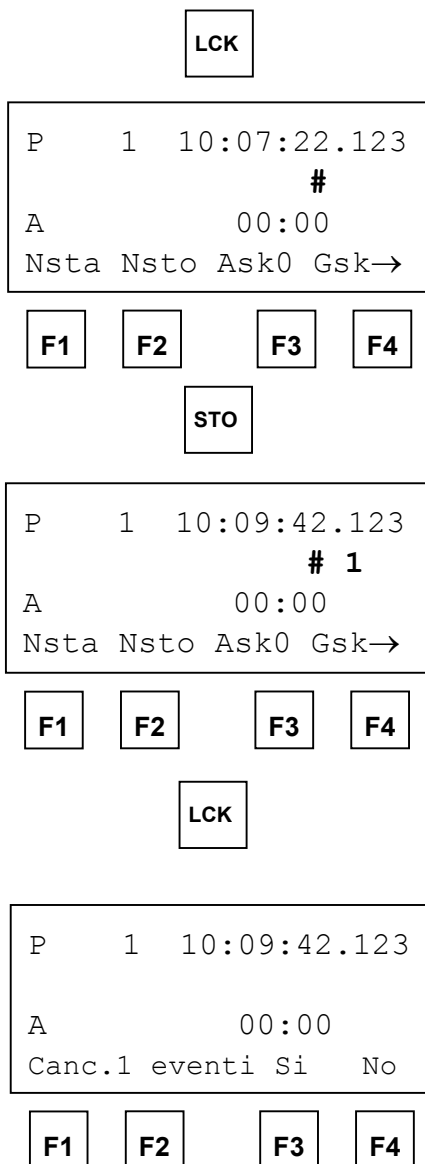 LCK
P 1 10:07:22.123
#
A 00:00
Nsta Nsto Ask0 Gsk→
F1 F2 F3 F4
STO
P 1 10:09:42.123
# 1
A 00:00
Nsta Nsto Ask0 Gsk→
F1 F2 F3 F4
LCK
P 1 10:09:42.123
A 00:00
Canc.1 eventi Si No
F1 F2 F3 F4